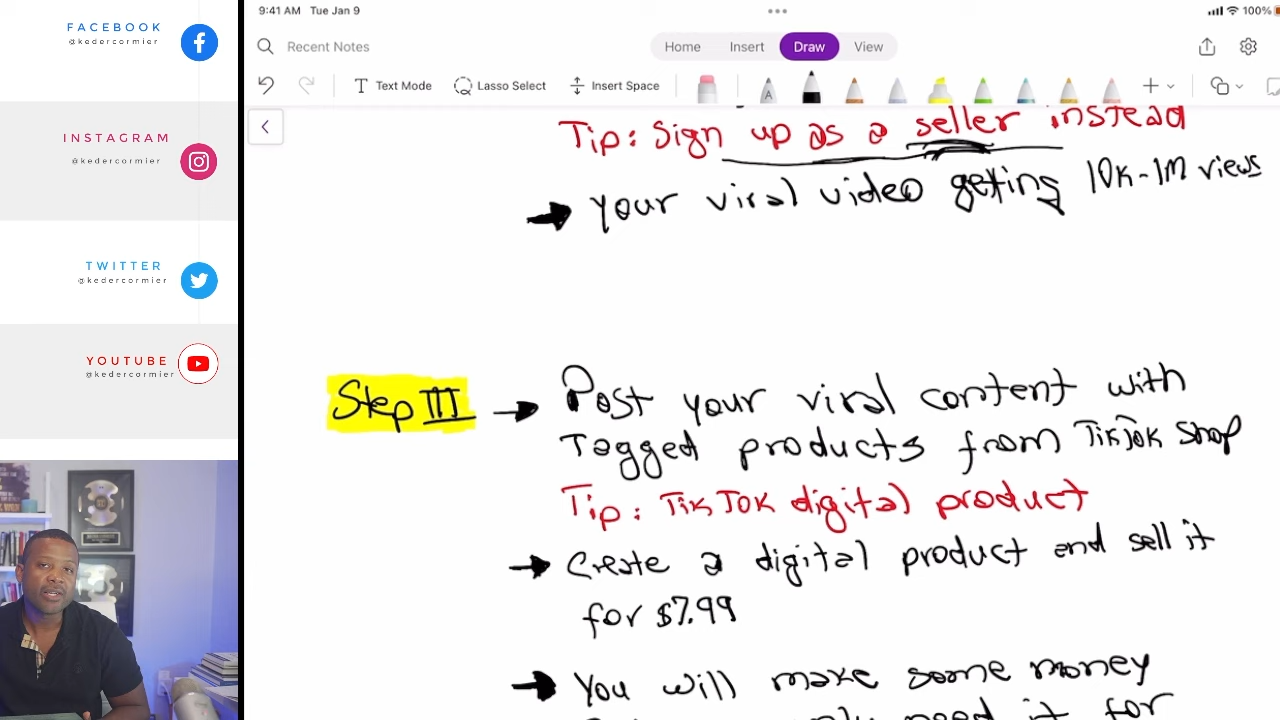 FACEBOOK
@kedercormier
INSTAGRAM
@kedercormier
TWITTER
@kedercormier
YOUTUBE
@kedercormier
9:41 AM Tue Jan 9
100%
Recent Notes
Home Insert Draw View
Text Mode Lasso Select Insert Space
A
Tip: Sign up as a seller instead
→ your viral video getting 10K-1M views
Step III → Post your viral content with
Tagged products from TikTok Shop
Tip: TikTok digital product
→ Create a digital product and sell it
for $7.99
→ You will make some money
need it for